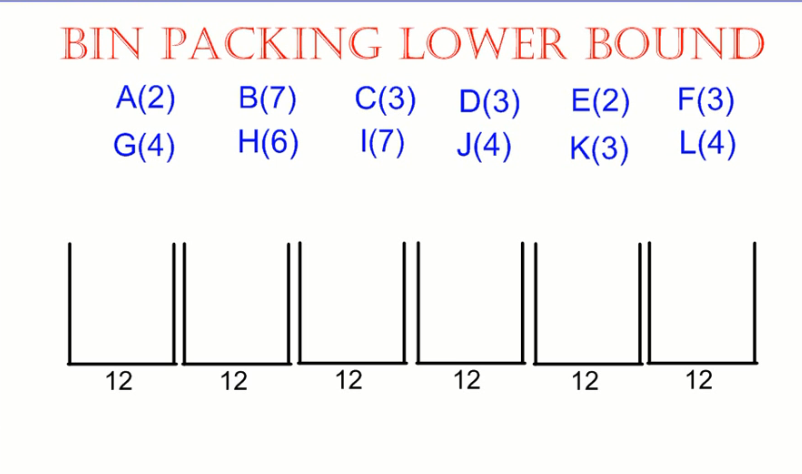 BIN PACKING LOWER BOUND
A(2) B(7) C(3) D(3) E(2) F(3)
G(4) H(6) I(7) J(4) K(3) L(4)
12 12 12 12 12 12